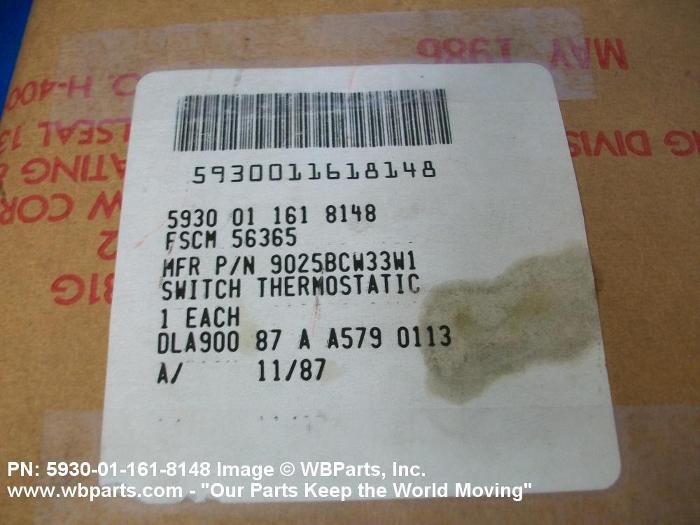 MAY 1986
5930011618148
5930 01 161 8148
FSCM 56365
MFR P/N 9025BCW33W1
SWITCH THERMOSTATIC
1 EACH
DLA900 87 A A579 0113
A/ 11/87
PN: 5930-01-161-8148 Image © WBParts, Inc.
www.wbparts.com - "Our Parts Keep the World Moving"